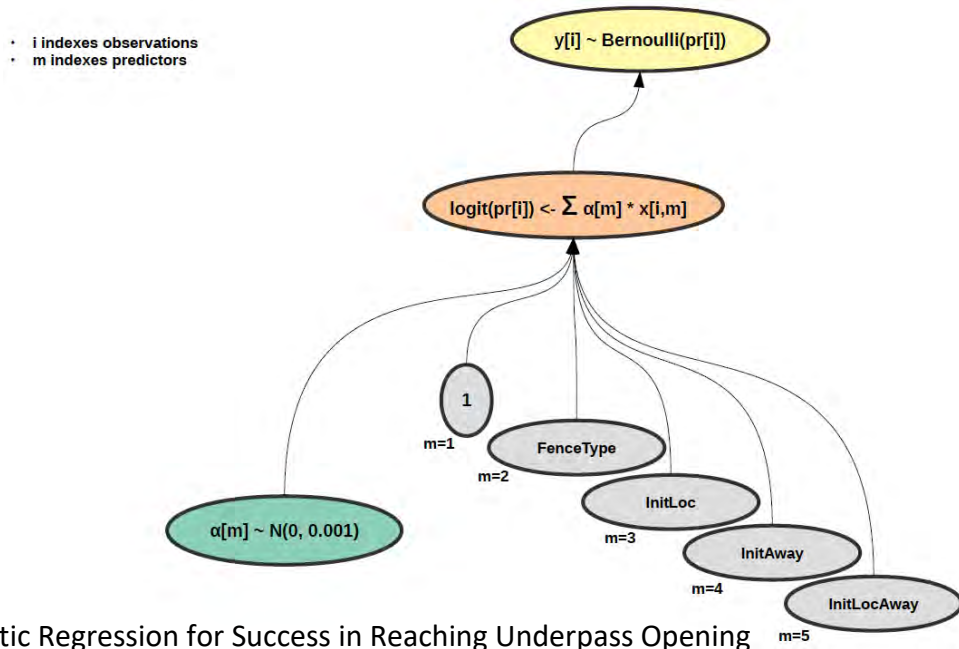 y[i] ~ Bernoulli(pr[i])
· i indexes observations
· m indexes predictors
logit(pr[i]) <- Σ α[m] * x[i,m]
1
m=1
FenceType
m=2
InitLoc
α[m] ~ N(0, 0.001)
m=3
InitAway
m=4
InitLocAway
m=5
tic Regression for Success in Reaching Underpass Opening